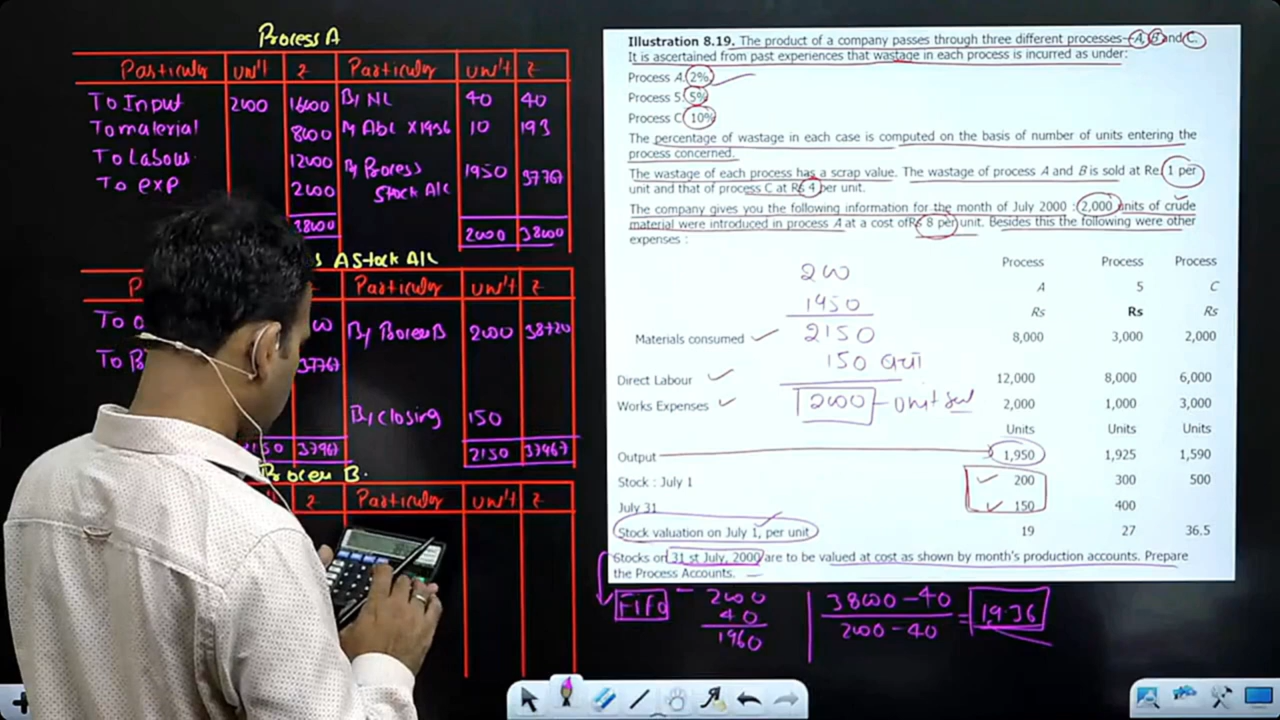 Process A
Particular Unit ₹ Particular Unit ₹
To Input 2000 16000 By NL 40 40
To material 8000 By Abl x 1936 10 193
To Labour 12000 By Process Stock A/C 1950 37767
To exp 2000
38000 2000 38000
A Stock A/C
₹ Particular Unit ₹
By Process B 2000 38720
37767
By closing 150
2150 37967 2150 37967
Process B.
₹ Particular Unit ₹
Illustration 8.19. The product of a company passes through three different processes—A, B and C.
It is ascertained from past experiences that wastage in each process is incurred as under:
Process A. 2%
Process 5. 5%
Process C. 10%
The percentage of wastage in each case is computed on the basis of number of units entering the
process concerned.
The wastage of each process has a scrap value. The wastage of process A and B is sold at Re. 1 per
unit and that of process C at Rs 4 per unit.
The company gives you the following information for the month of July 2000 : 2,000 units of crude
material were introduced in process A at a cost of Rs 8 per unit. Besides this the following were other
expenses :
Process Process Process
A 5 C
Rs Rs Rs
Materials consumed 8,000 3,000 2,000
Direct Labour 12,000 8,000 6,000
Works Expenses 2,000 1,000 3,000
Units Units Units
Output 1,950 1,925 1,590
Stock : July 1 200 300 500
July 31 150 400
Stock valuation on July 1, per unit 19 27 36.5
Stocks on 31 st July, 2000 are to be valued at cost as shown by month's production accounts. Prepare
the Process Accounts.
200
1950
2150
150
2000 - Unit
FIFO
2000
40
1960
38000 - 40
2000 - 40
= 19.36